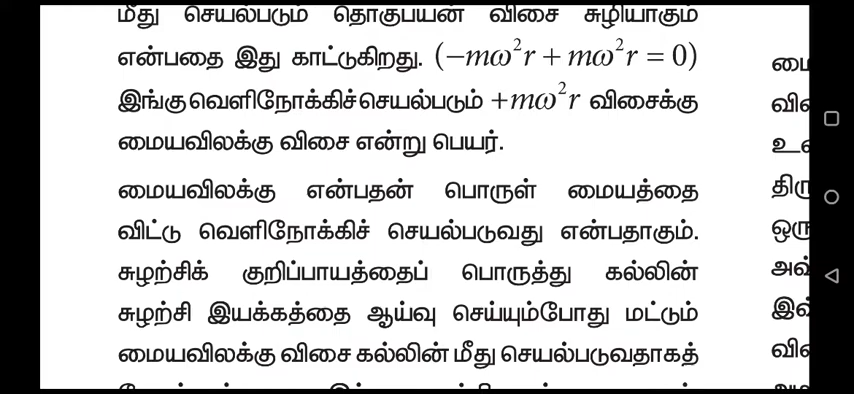 மீது செயல்படும் தொகுபயன் விசை சுழியாகும்
என்பதை இது காட்டுகிறது. (−mω²r + mω²r = 0)
இங்கு வெளிநோக்கிச் செயல்படும் +mω²r விசைக்கு
மையவிலக்கு விசை என்று பெயர்.
மையவிலக்கு என்பதன் பொருள் மையத்தை
விட்டு வெளிநோக்கிச் செயல்படுவது என்பதாகும்.
சுழற்சிக் குறிப்பாயத்தைப் பொருத்து கல்லின்
சுழற்சி இயக்கத்தை ஆய்வு செய்யும்போது மட்டும்
மையவிலக்கு விசை கல்லின் மீது செயல்படுவதாகத்